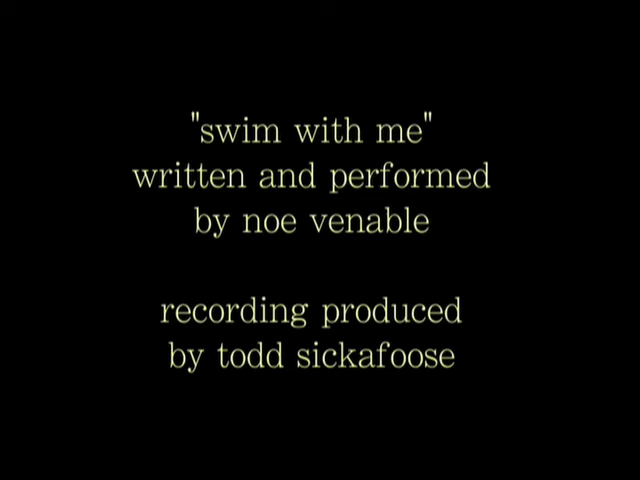 "swim with me"
written and performed
by noe venable
recording produced
by todd sickafoose